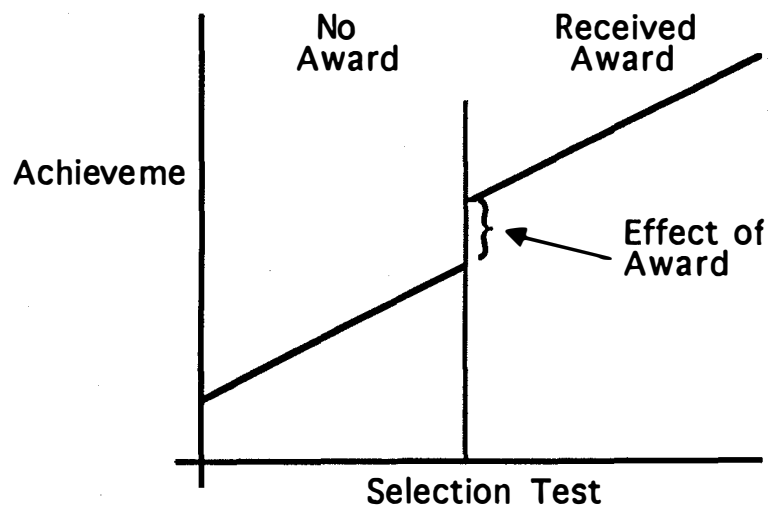 No
Award
Received
Award
Achieveme
Effect of
Award
Selection Test